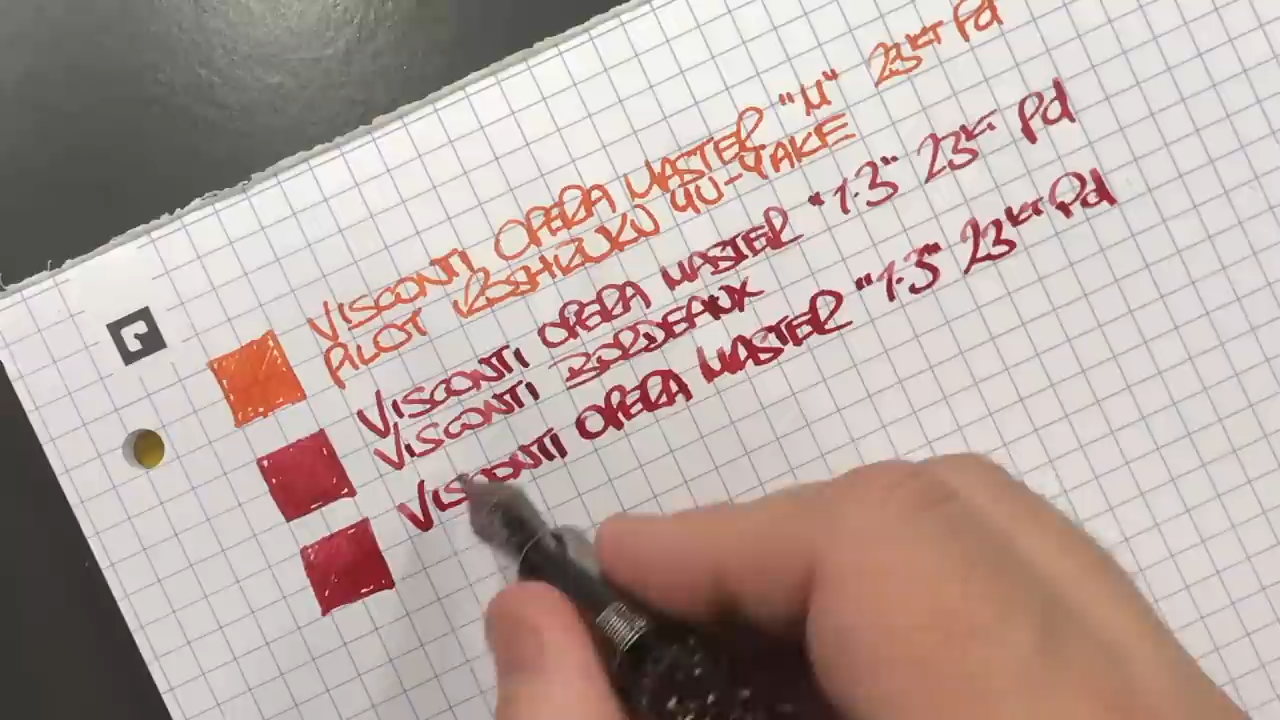 VISCONTI OPERA MASTER "M" 23KT Pd
PILOT IROSHIZUKU YU-YAKE
VISCONTI OPERA MASTER "1.3" 23KT Pd
VISCONTI BORDEAUX
VISCONTI OPERA MASTER "1.3" 23KT Pd